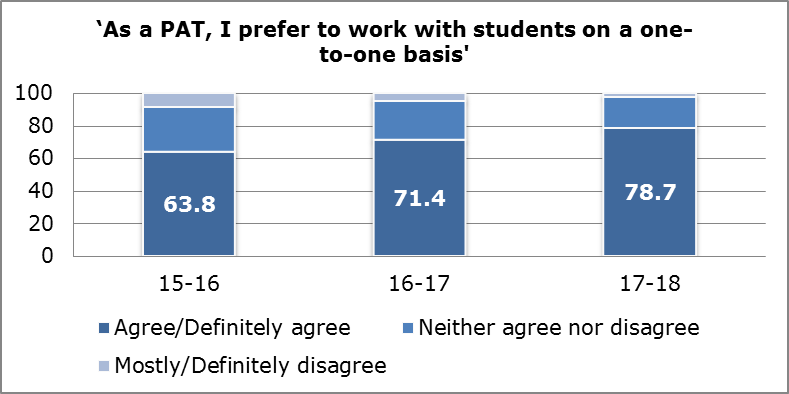 ‘As a PAT, I prefer to work with students on a one-
to-one basis'
100
80
60
40
20
0
63.8
71.4
78.7
15-16
16-17
17-18
Agree/Definitely agree
Neither agree nor disagree
Mostly/Definitely disagree